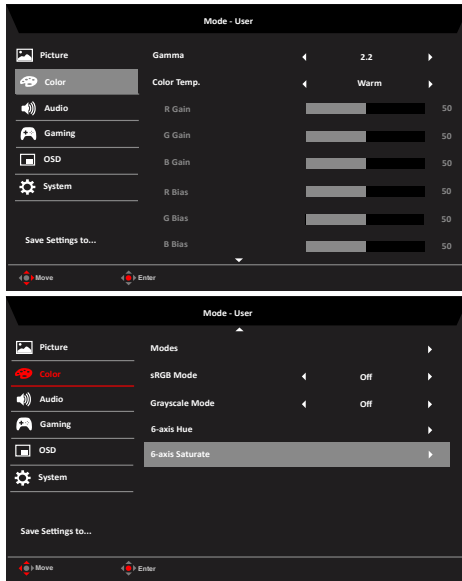 Mode - User
Picture
Gamma 2.2
Color
Color Temp. Warm
Audio
R Gain 50
Gaming
G Gain 50
OSD
B Gain 50
System
R Bias 50
G Bias 50
Save Settings to...
B Bias 50
Move Enter
Mode - User
Picture
Modes
Color
sRGB Mode Off
Audio
Grayscale Mode Off
Gaming
6-axis Hue
OSD
6-axis Saturate
System
Save Settings to...
Move Enter